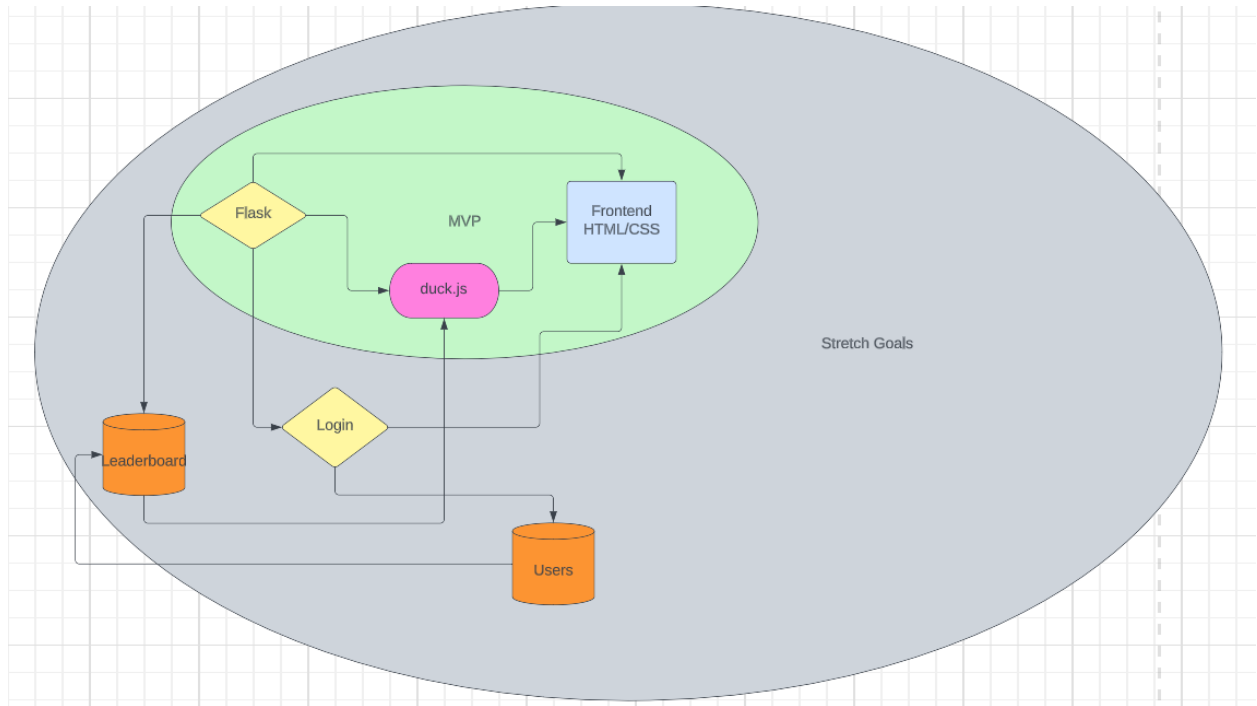 Flask
MVP
Frontend
HTML/CSS
duck.js
Stretch Goals
Login
Leaderboard
Users